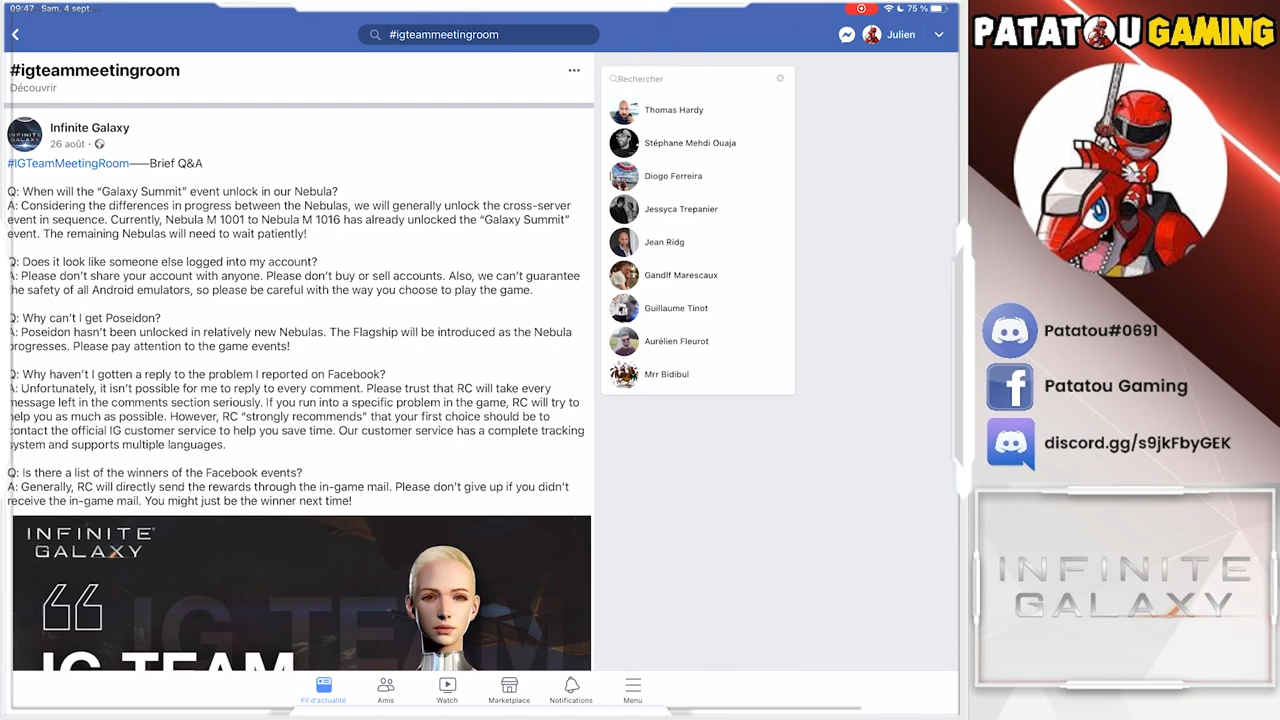 09:47 Sam. 4 sept.
75 %
#igteammeetingroom
Julien
#igteammeetingroom
Découvrir
Infinite Galaxy
26 août ·
#IGTeamMeetingRoom——Brief Q&A
Q: When will the “Galaxy Summit” event unlock in our Nebula?
A: Considering the differences in progress between the Nebulas, we will generally unlock the cross-server
event in sequence. Currently, Nebula M 1001 to Nebula M 1016 has already unlocked the “Galaxy Summit”
event. The remaining Nebulas will need to wait patiently!
Q: Does it look like someone else logged into my account?
A: Please don’t share your account with anyone. Please don’t buy or sell accounts. Also, we can’t guarantee
the safety of all Android emulators, so please be careful with the way you choose to play the game.
Q: Why can’t I get Poseidon?
A: Poseidon hasn’t been unlocked in relatively new Nebulas. The Flagship will be introduced as the Nebula
progresses. Please pay attention to the game events!
Q: Why haven’t I gotten a reply to the problem I reported on Facebook?
A: Unfortunately, it isn’t possible for me to reply to every comment. Please trust that RC will take every
message left in the comments section seriously. If you run into a specific problem in the game, RC will try to
help you as much as possible. However, RC “strongly recommends” that your first choice should be to
contact the official IG customer service to help you save time. Our customer service has a complete tracking
system and supports multiple languages.
Q: Is there a list of the winners of the Facebook events?
A: Generally, RC will directly send the rewards through the in-game mail. Please don’t give up if you didn’t
receive the in-game mail. You might just be the winner next time!
INFINITE
GALAXY
IG TEAM
IG TEAM
Rechercher
Thomas Hardy
Stéphane Mehdi Ouaja
Diogo Ferreira
Jessyca Trepanier
Jean Ridg
Gandlf Marescaux
Guillaume Tinot
Aurélien Fleurot
Mrr Bidibul
Fil d'actualité
Amis
Watch
Marketplace
Notifications
Menu
PATATOU GAMING
Patatou#0691
Patatou Gaming
discord.gg/s9jkFbyGEK
INFINITE
GALAXY